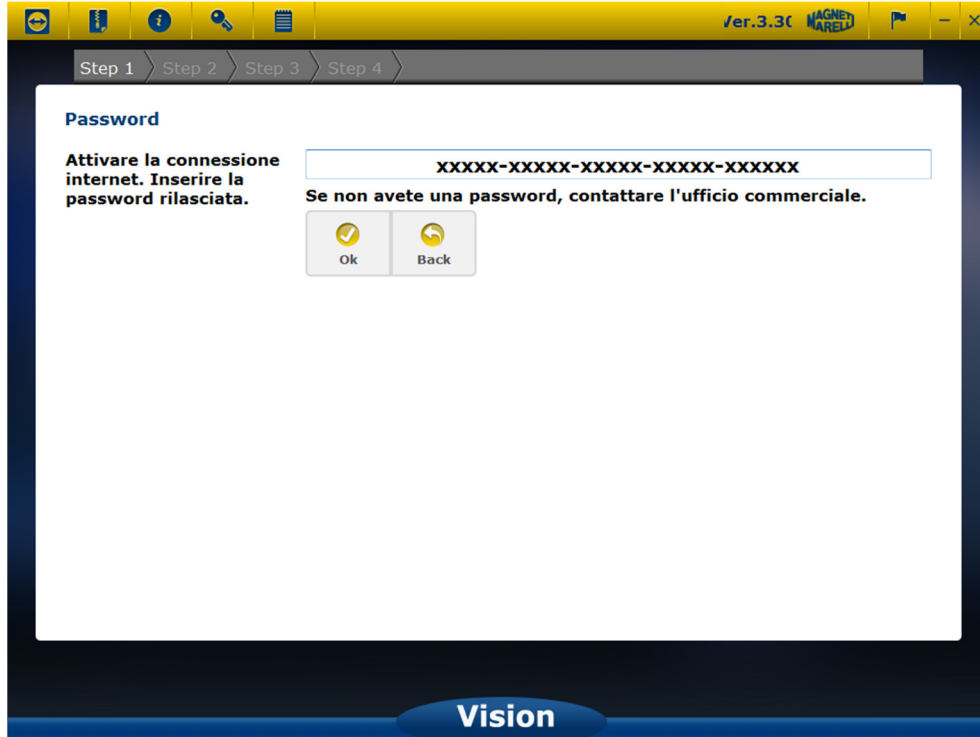 Ver.3.30 MAGNETI MARELLI
Step 1 Step 2 Step 3 Step 4
Password
Attivare la connessione
internet. Inserire la
password rilasciata.
xxxxx-xxxxx-xxxxx-xxxxx-xxxxxx
Se non avete una password, contattare l'ufficio commerciale.
Ok Back
Vision